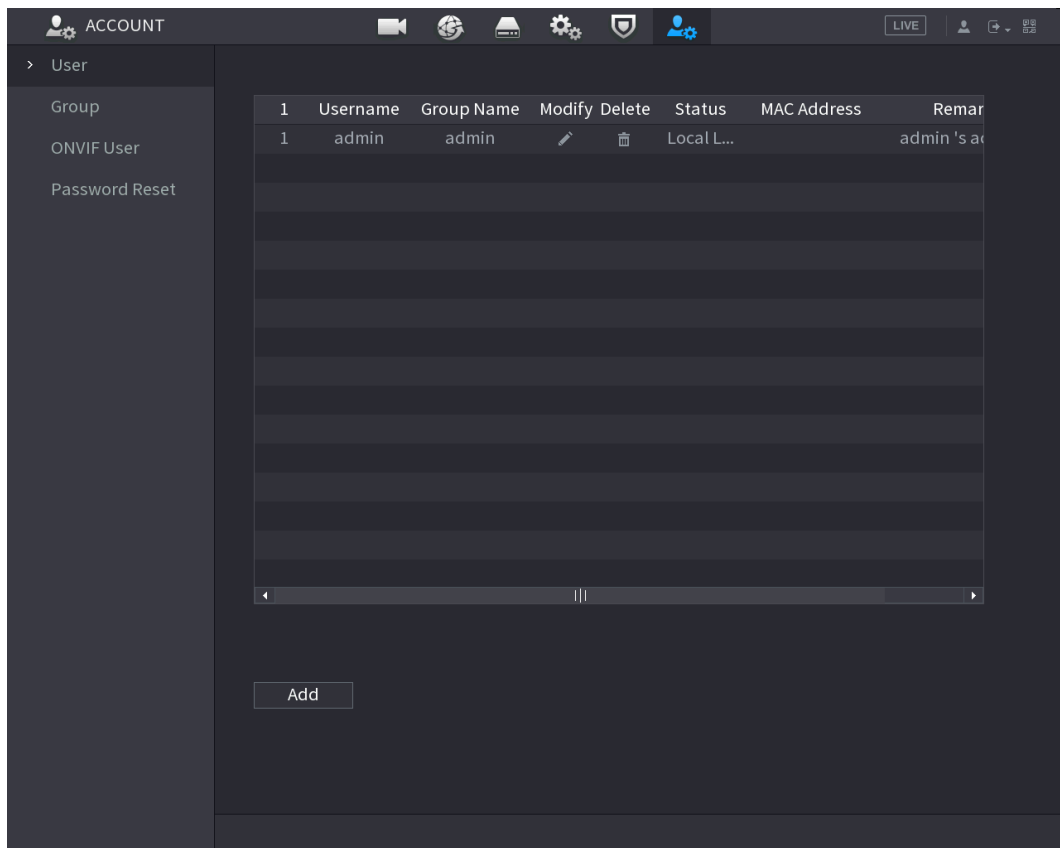 ACCOUNT LIVE
User
Group
ONVIF User
Password Reset
1 Username Group Name Modify Delete Status MAC Address Remar
1 admin admin Local L... admin 's ac
Add